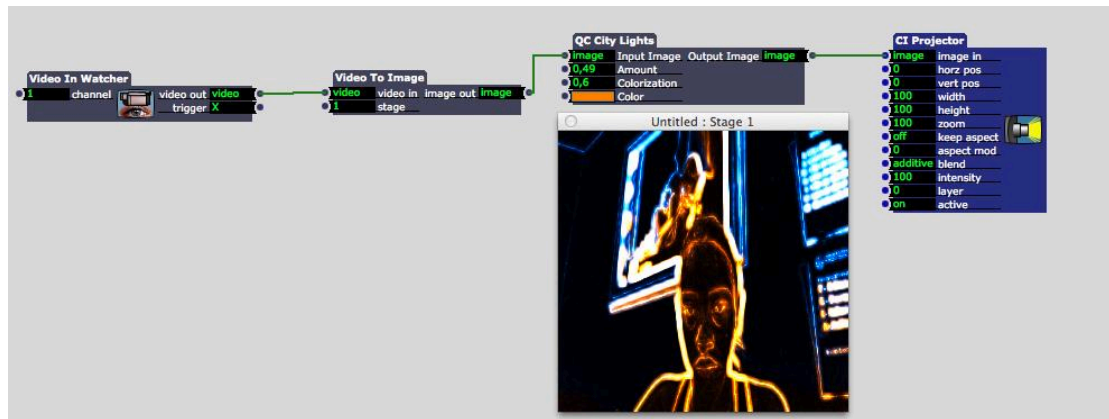 Video In Watcher
1 channel video out video
trigger X
Video To Image
video video in image out image
1 stage
QC City Lights
image Input Image Output Image image
0,49 Amount
0,6 Colorization
Color
Untitled : Stage 1
CI Projector
image image in
0 horz pos
0 vert pos
100 width
100 height
100 zoom
off keep aspect
0 aspect mod
additive blend
100 intensity
0 layer
on active